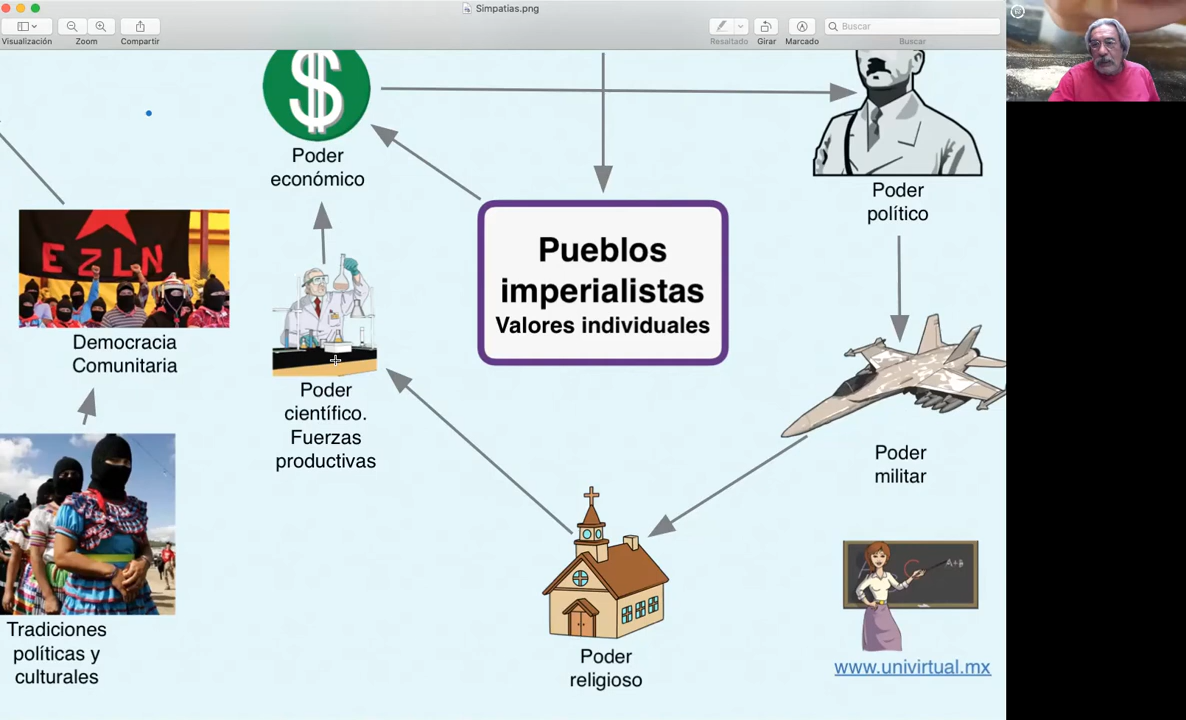 Simpatias.png
Visualización
Zoom
Compartir
Resaltado
Girar
Marcado
Buscar
Buscar
$
Poder
económico
Poder
político
EZLN
Democracia
Comunitaria
Pueblos
imperialistas
Valores individuales
Poder
científico.
Fuerzas
productivas
Poder
militar
Tradiciones
políticas y
culturales
Poder
religioso
A+B
www.univirtual.mx